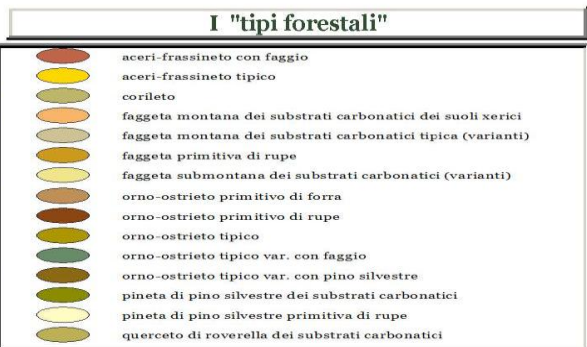 I "tipi forestali"
aceri-frassineto con faggio
aceri-frassineto tipico
corileto
faggeta montana dei substrati carbonatici dei suoli xerici
faggeta montana dei substrati carbonatici tipica (varianti)
faggeta primitiva di rupe
faggeta submontana dei substrati carbonatici (varianti)
orno-ostrieto primitivo di forra
orno-ostrieto primitivo di rupe
orno-ostrieto tipico
orno-ostrieto tipico var. con faggio
orno-ostrieto tipico var. con pino silvestre
pineta di pino silvestre dei substrati carbonatici
pineta di pino silvestre primitiva di rupe
querceto di roverella dei substrati carbonatici